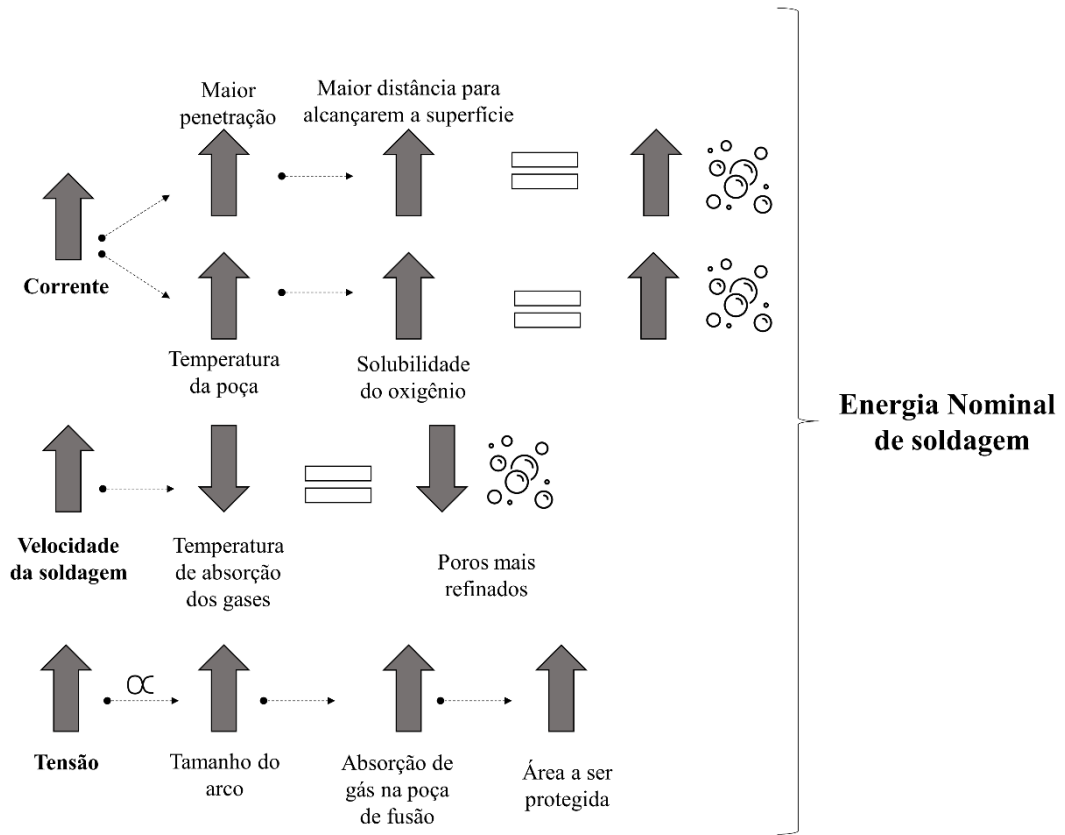 Maior
penetração
Maior distância para
alcançarem a superfície
Corrente
Temperatura
da poça
Solubilidade
do oxigênio
Energia Nominal
de soldagem
Velocidade
da soldagem
Temperatura
de absorção
dos gases
Poros mais
refinados
∝
Tensão
Tamanho do
arco
Absorção de
gás na poça
de fusão
Área a ser
protegida